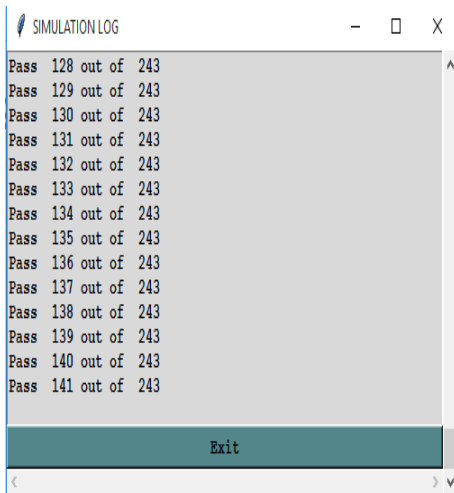 SIMULATION LOG
Pass 128 out of 243
Pass 129 out of 243
Pass 130 out of 243
Pass 131 out of 243
Pass 132 out of 243
Pass 133 out of 243
Pass 134 out of 243
Pass 135 out of 243
Pass 136 out of 243
Pass 137 out of 243
Pass 138 out of 243
Pass 139 out of 243
Pass 140 out of 243
Pass 141 out of 243
Exit